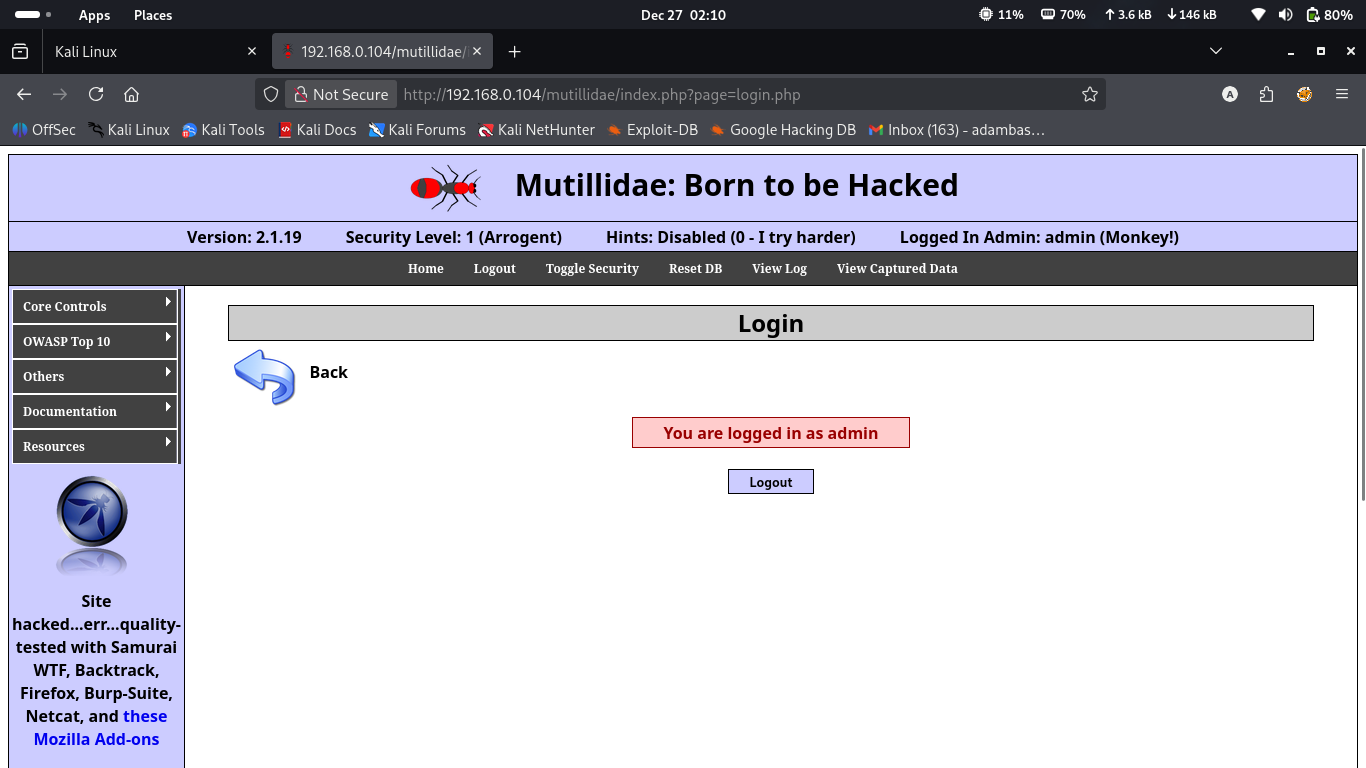 Apps Places Dec 27 02:10 11% 70% 3.6 kB 146 kB 80%
Kali Linux 192.168.0.104/mutillidae/
Not Secure http://192.168.0.104/mutillidae/index.php?page=login.php A
OffSec Kali Linux Kali Tools Kali Docs Kali Forums Kali NetHunter Exploit-DB Google Hacking DB Inbox (163) - adambas…
Mutillidae: Born to be Hacked
Version: 2.1.19 Security Level: 1 (Arrogent) Hints: Disabled (0 - I try harder) Logged In Admin: admin (Monkey!)
Home Logout Toggle Security Reset DB View Log View Captured Data
Core Controls
OWASP Top 10
Others
Documentation
Resources
Login
Back
You are logged in as admin
Logout
Site
hacked...err...quality-
tested with Samurai
WTF, Backtrack,
Firefox, Burp-Suite,
Netcat, and these
Mozilla Add-ons